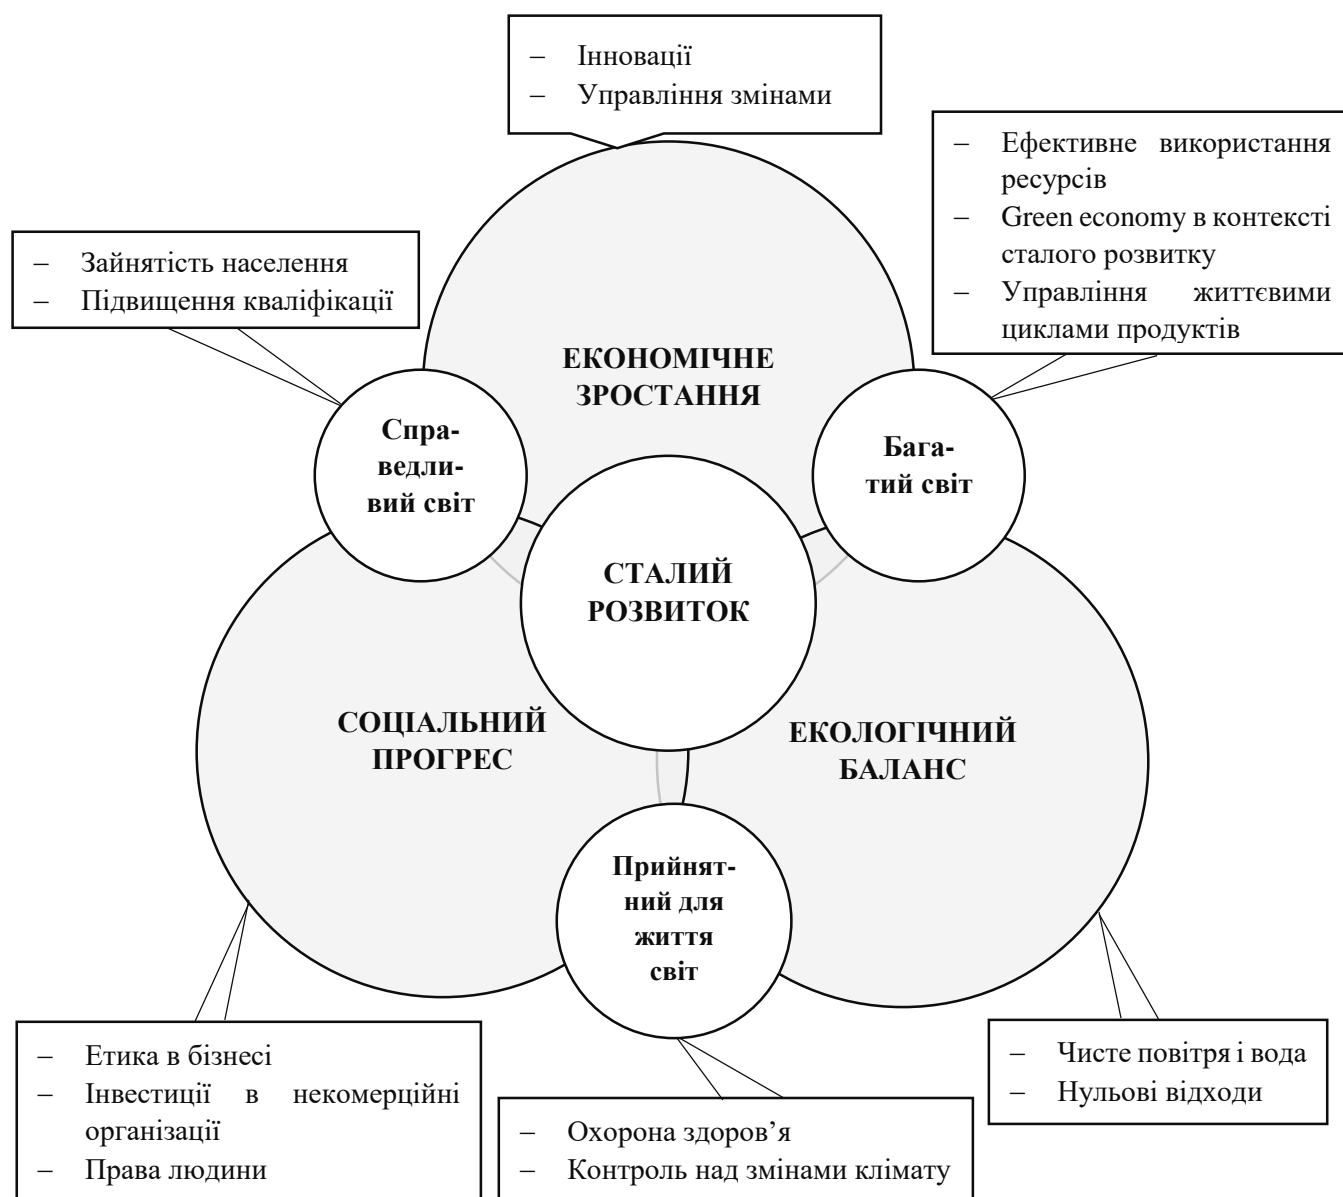 – Інновації
– Управління змінами
– Ефективне використання
ресурсів
– Green economy в контексті
сталого розвитку
– Управління життєвими
циклами продуктів
– Зайнятість населення
– Підвищення кваліфікації
ЕКОНОМІЧНЕ
ЗРОСТАННЯ
Спра-
ведли-
вий світ
Бага-
тий світ
СТАЛИЙ
РОЗВИТОК
СОЦІАЛЬНИЙ
ПРОГРЕС
ЕКОЛОГІЧНИЙ
БАЛАНС
Прийнят-
ний для
життя
світ
– Етика в бізнесі
– Інвестиції в некомерційні
організації
– Права людини
– Охорона здоров’я
– Контроль над змінами клімату
– Чисте повітря і вода
– Нульові відходи